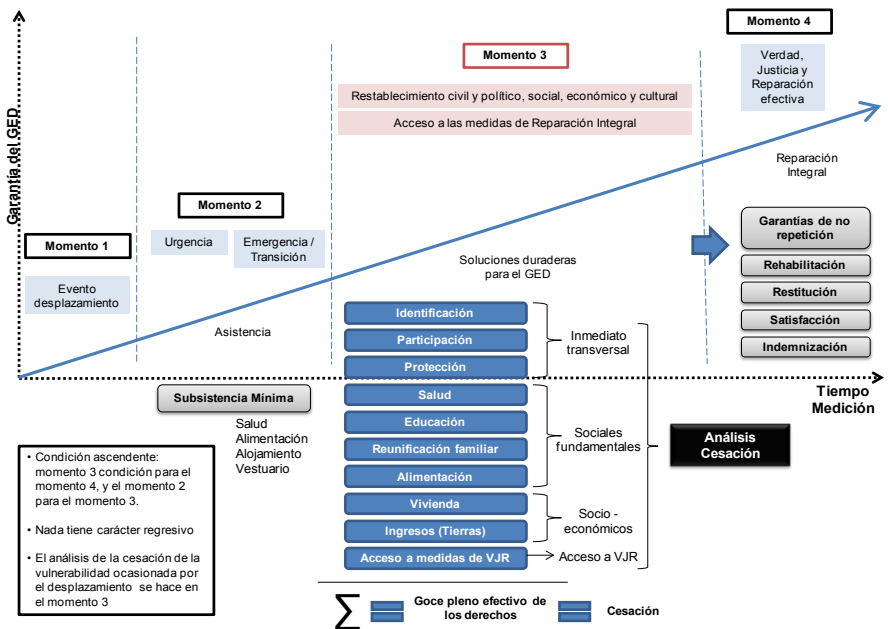 Momento 4
Verdad,
Justicia y
Reparación
efectiva
Momento 3
Restablecimiento civil y político, social, económico y cultural
Acceso a las medidas de Reparación Integral
Garantía del GED
Reparación
Integral
Momento 2
Urgencia
Emergencia /
Transición
Momento 1
Evento
desplazamiento
Garantías de no
repetición
Rehabilitación
Restitución
Satisfacción
Indemnización
Soluciones duraderas
para el GED
Asistencia
Identificación
Participación
Protección
Inmediato
transversal
Tiempo
Medición
Subsistencia Mínima
Salud
Alimentación
Alojamiento
Vestuario
Salud
Educación
Reunificación familiar
Alimentación
Sociales
fundamentales
Análisis
Cesación
Vivienda
Ingresos (Tierras)
Socio -
económicos
Acceso a medidas de VJR
Acceso a VJR
• Condición ascendente:
momento 3 condición para el
momento 4, y el momento 2
para el momento 3.
• Nada tiene carácter regresivo
• El análisis de la cesación de la
vulnerabilidad ocasionada por
el desplazamiento se hace en
el momento 3
∑
Goce pleno efectivo de
los derechos
Cesación